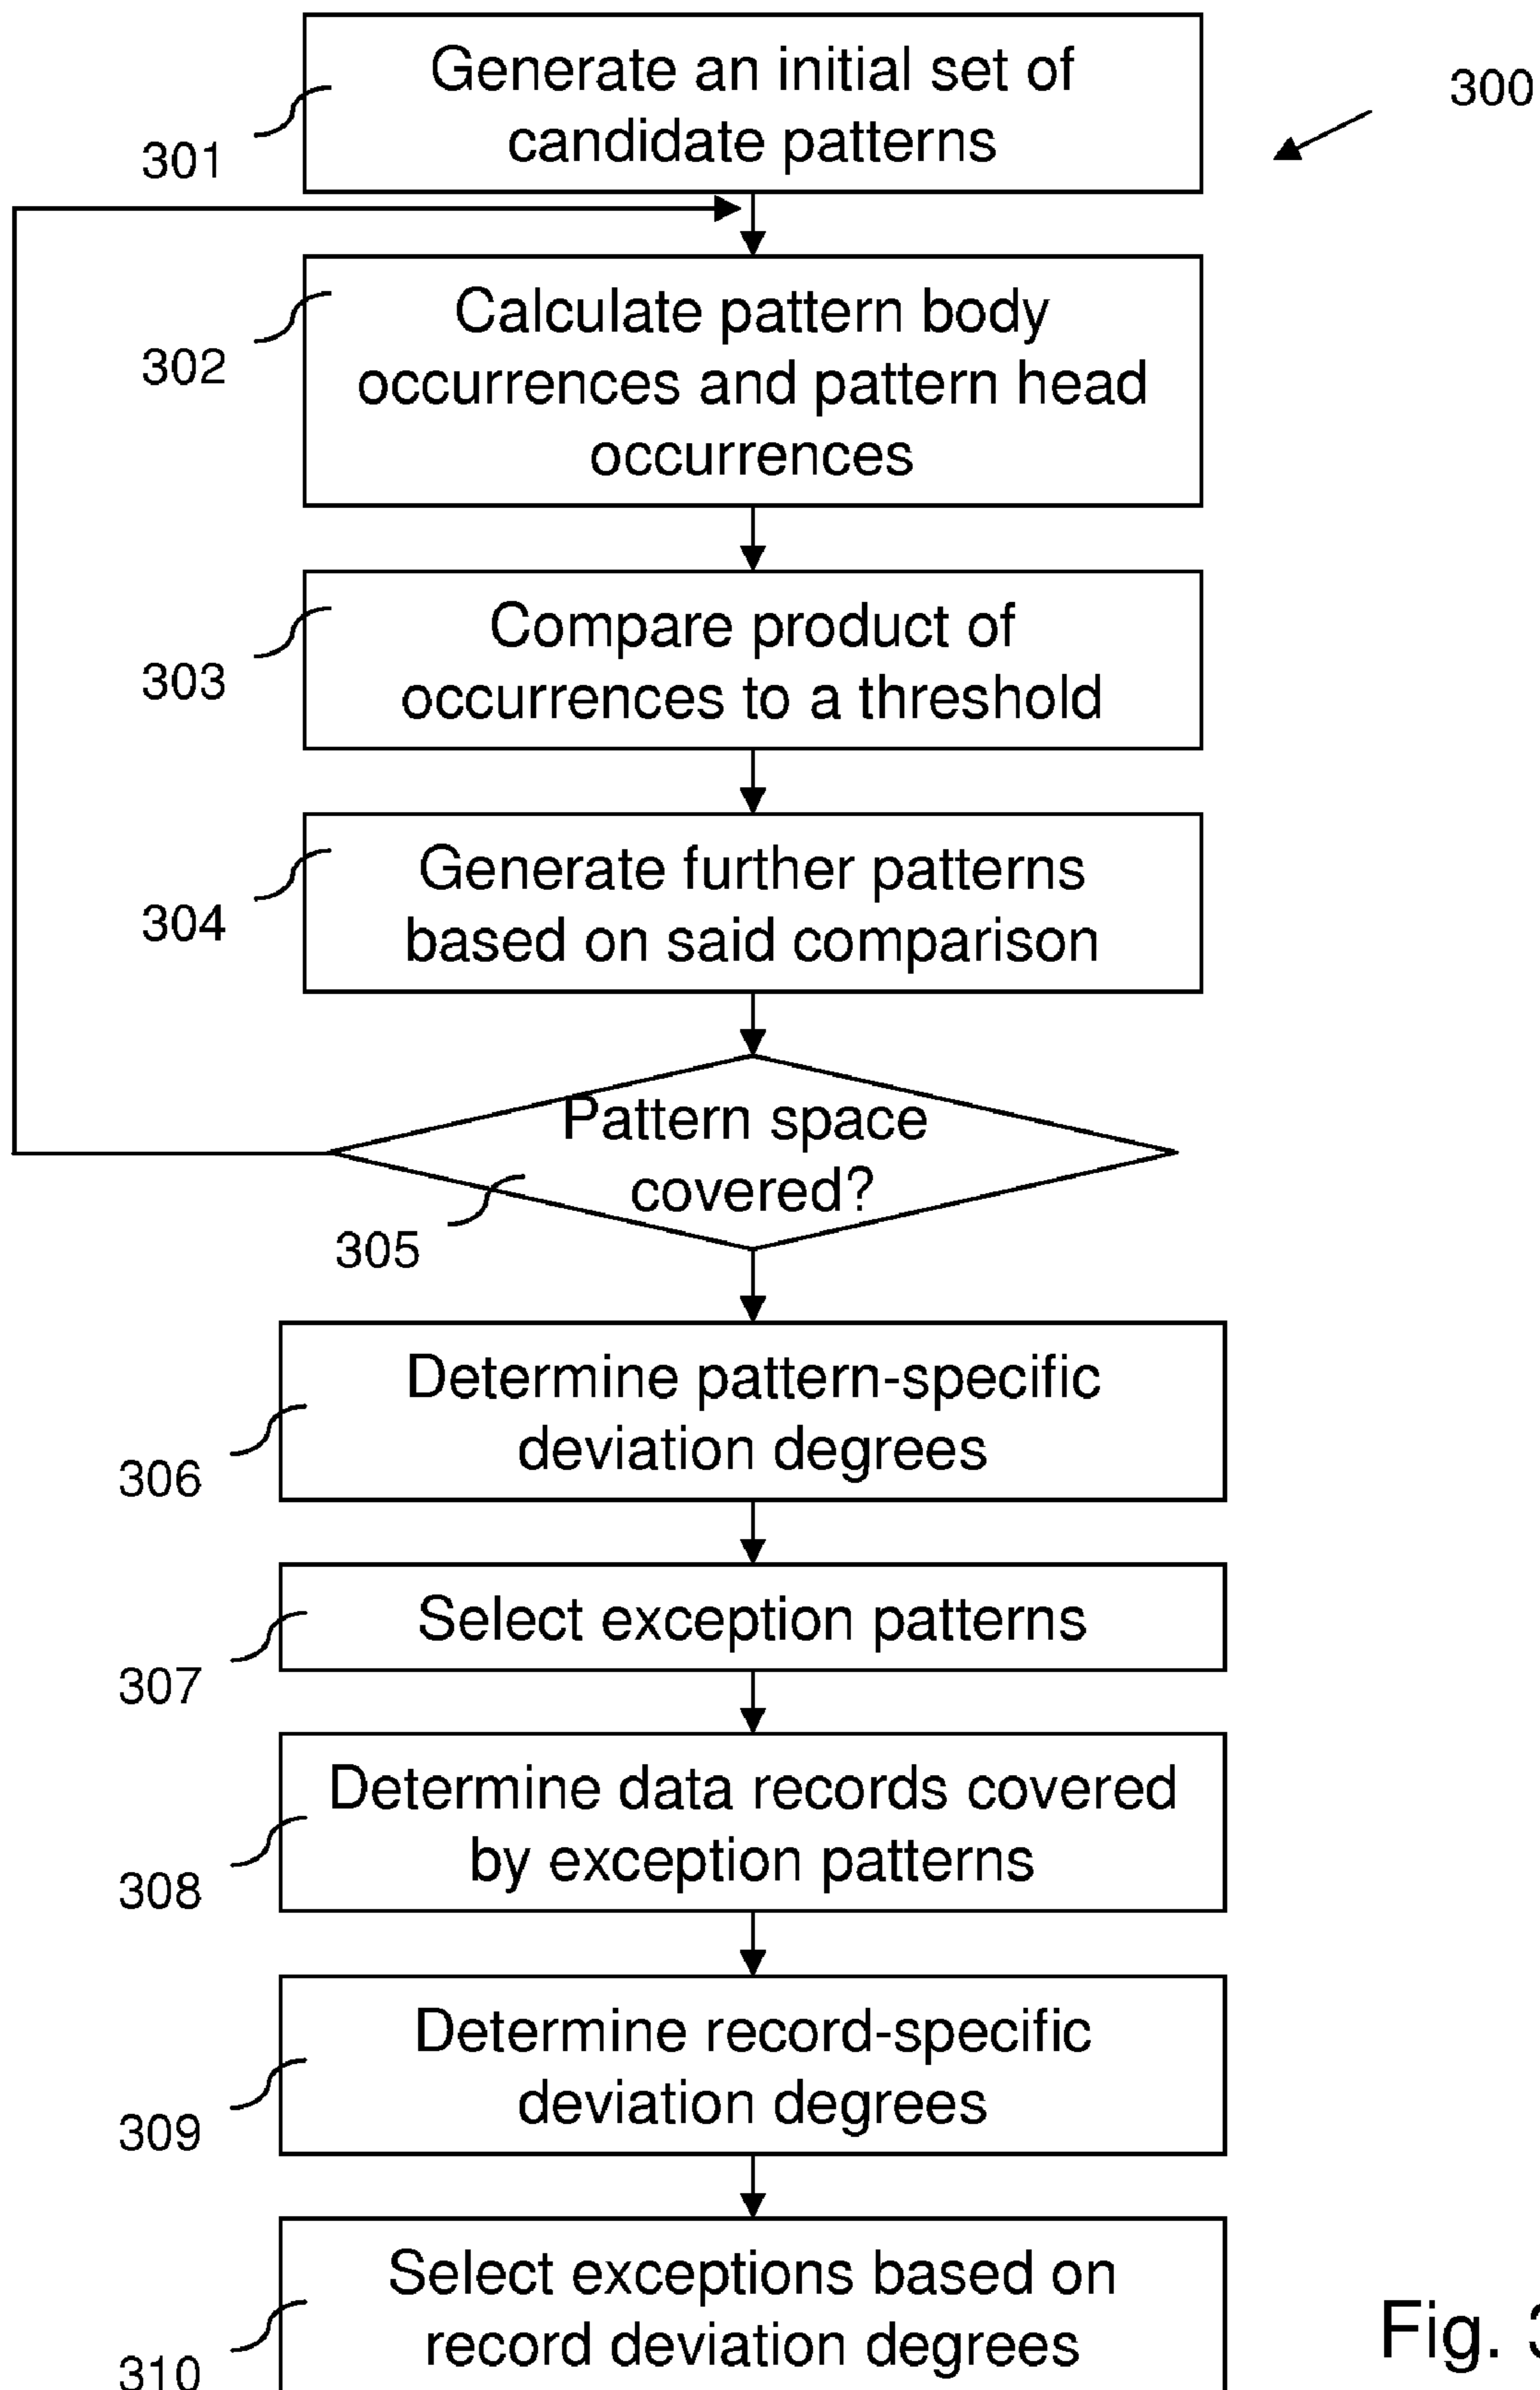 Generate an initial set of
candidate patterns
300
301
Calculate pattern body
occurrences and pattern head
occurrences
302
Compare product of
occurrences to a threshold
303
Generate further patterns
based on said comparison
304
Pattern space
covered?
305
Determine pattern-specific
deviation degrees
306
Select exception patterns
307
Determine data records covered
by exception patterns
308
Determine record-specific
deviation degrees
309
Select exceptions based on
record deviation degrees
310
Fig. 3